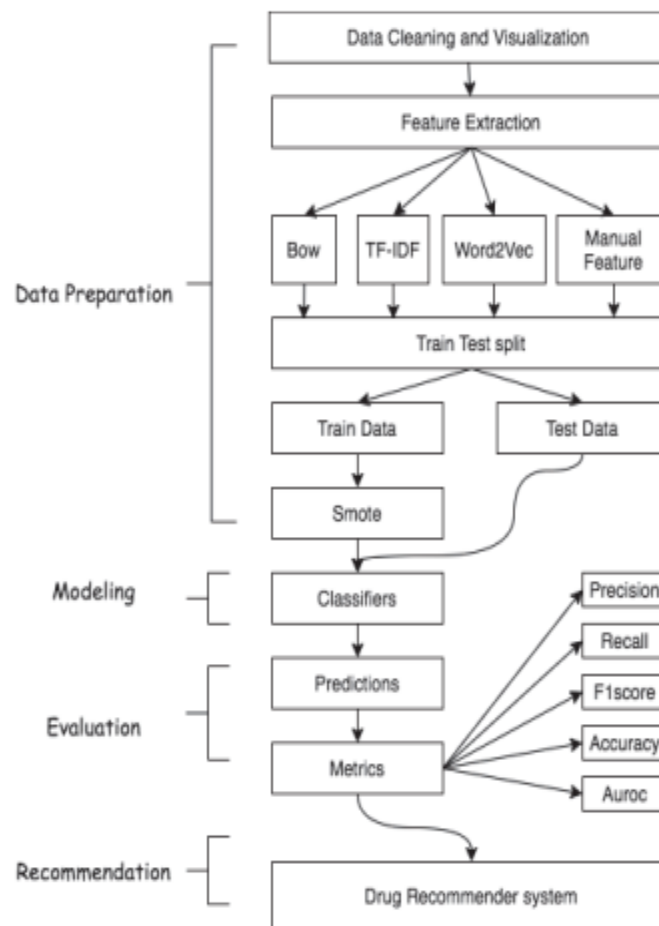 Data Cleaning and Visualization
Feature Extraction
Bow
TF-IDF
Word2Vec
Manual
Feature
Data Preparation
Train Test split
Train Data
Test Data
Smote
Modeling
Classifiers
Precision
Recall
Predictions
F1score
Evaluation
Accuracy
Metrics
Auroc
Recommendation
Drug Recommender system